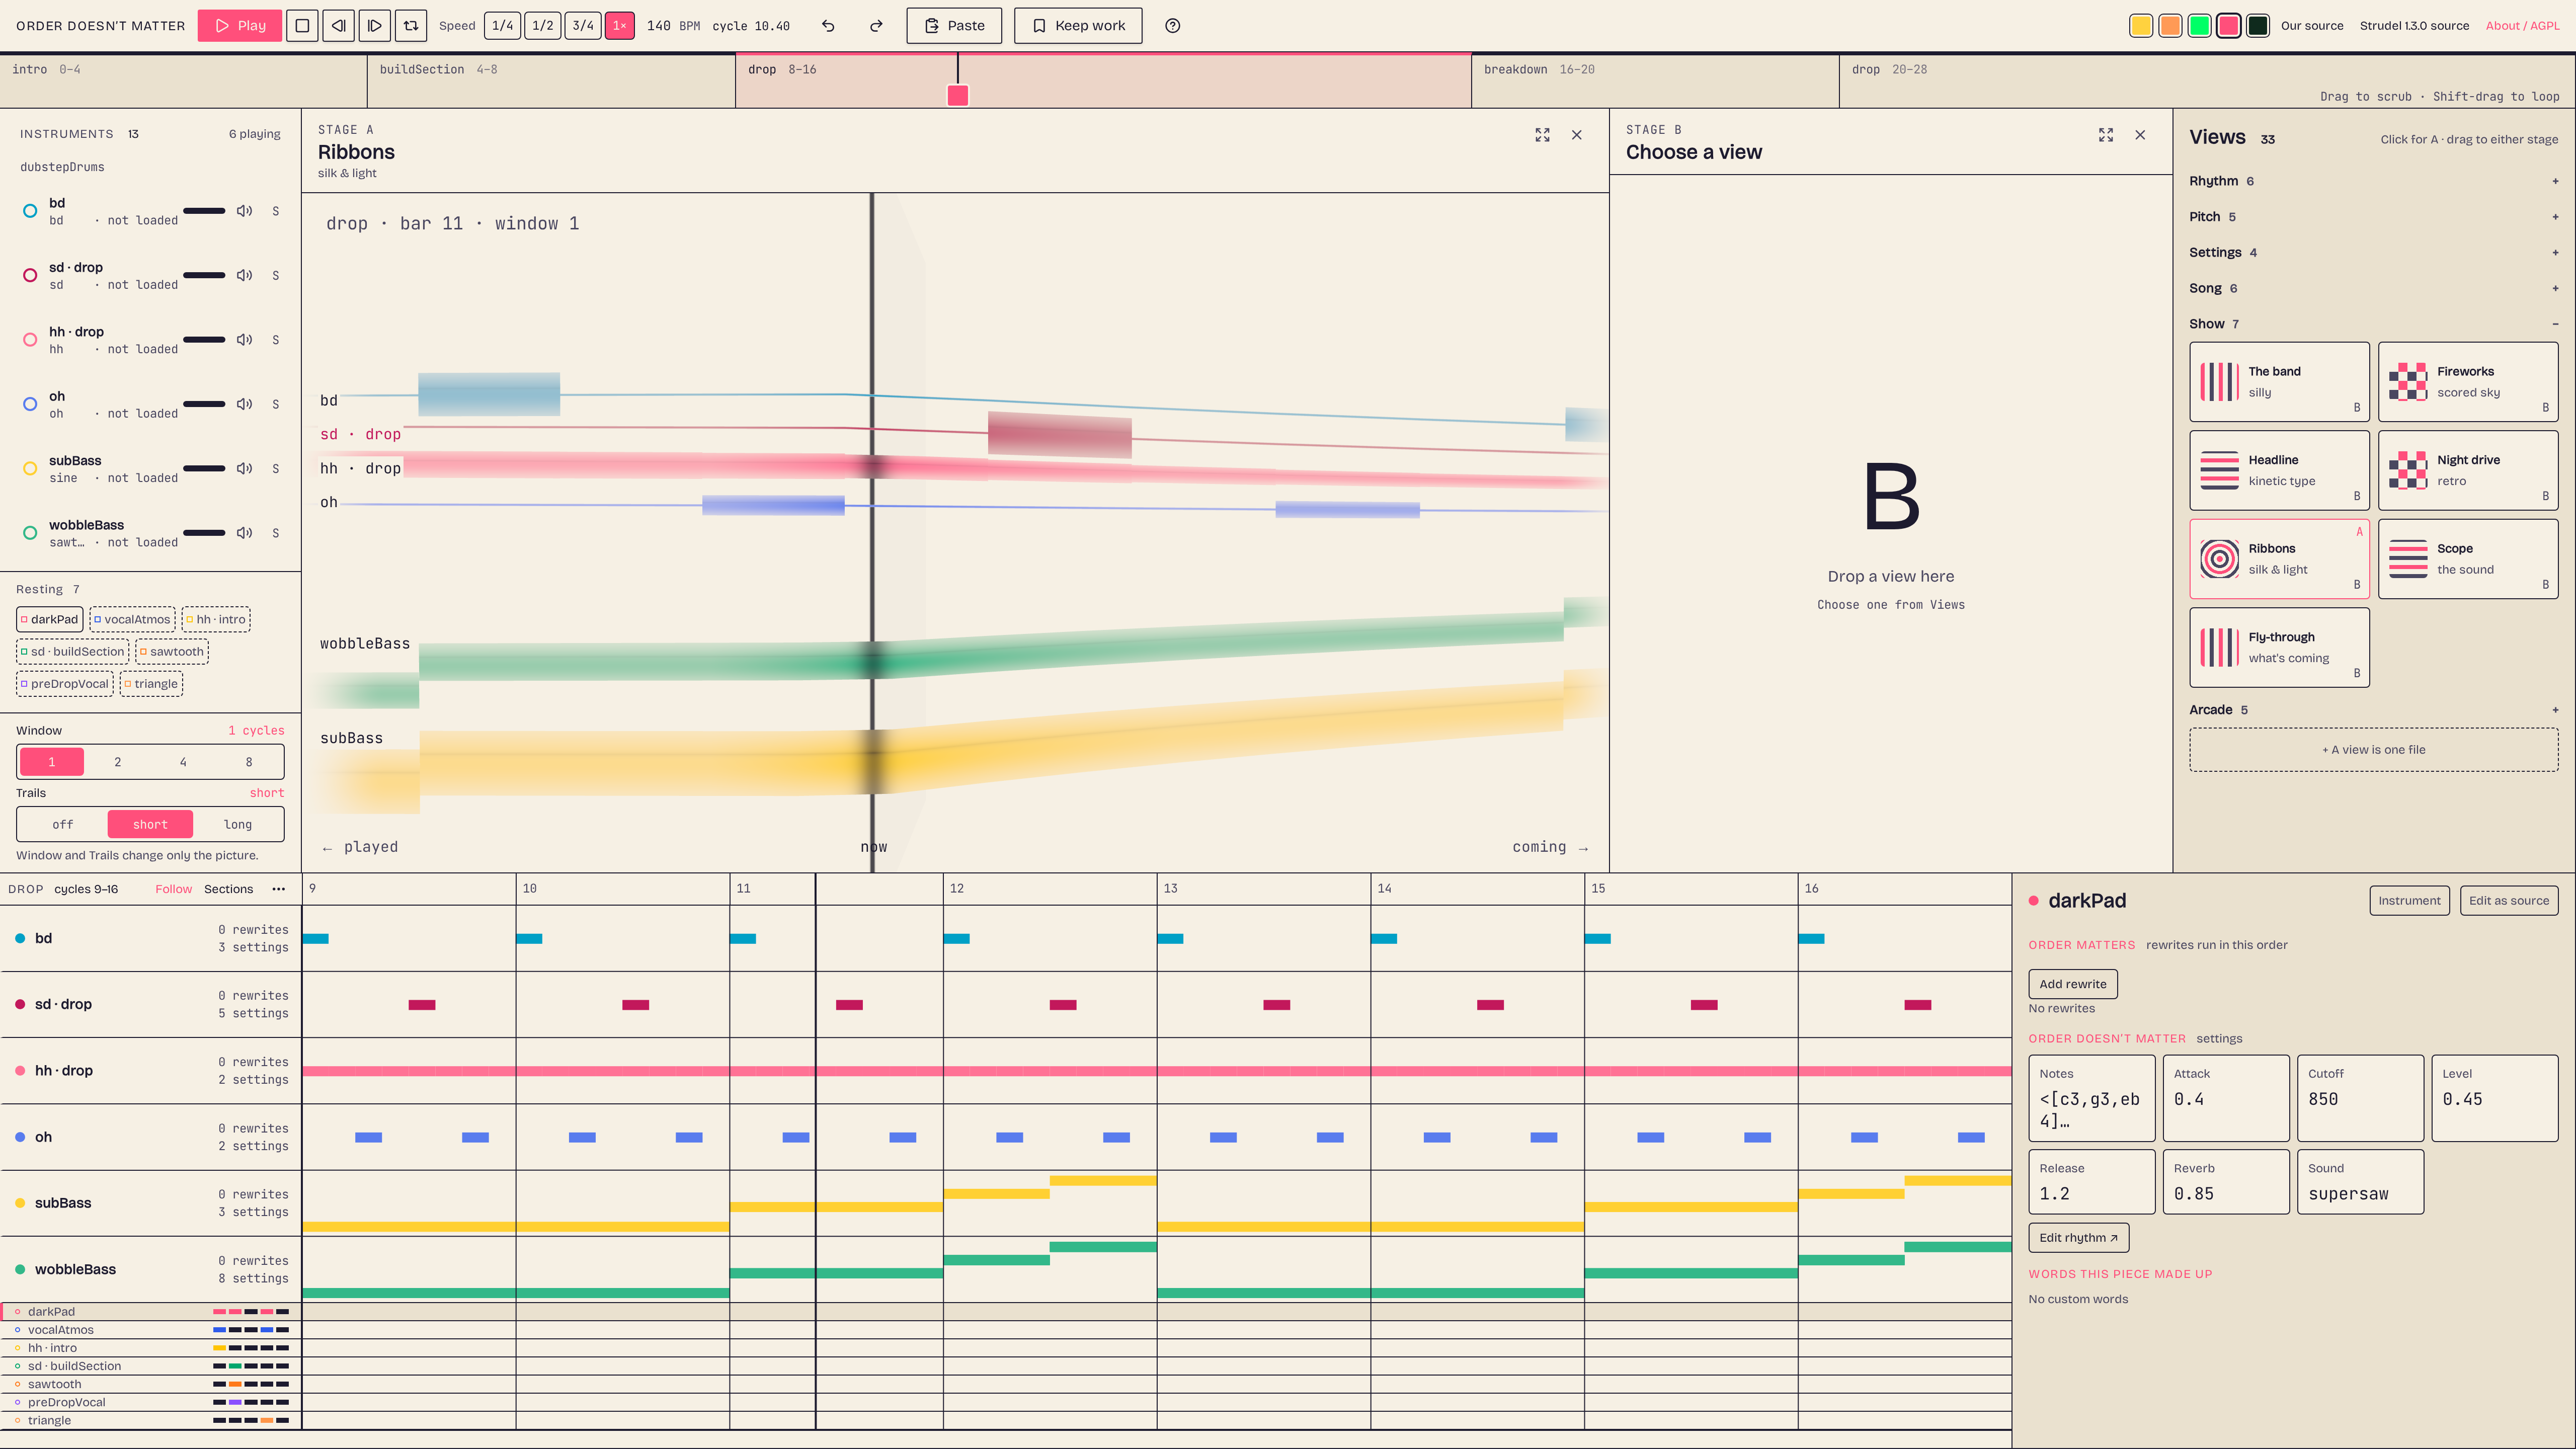 ORDER DOESN'T MATTER Play Speed 1/4 1/2 3/4 1× 140 BPM cycle 10.40 Paste Keep work Our source Strudel 1.3.0 source About / AGPL
intro 0–4 buildSection 4–8 drop 8–16 breakdown 16–20 drop 20–28
Drag to scrub · Shift-drag to loop
INSTRUMENTS 13 6 playing
dubstepDrums
bd
bd · not loaded S
sd · drop
sd · not loaded S
hh · drop
hh · not loaded S
oh
oh · not loaded S
subBass
sine · not loaded S
wobbleBass
sawt… · not loaded S
Resting 7
darkPad vocalAtmos hh · intro
sd · buildSection sawtooth
preDropVocal triangle
Window 1 cycles
1 2 4 8
Trails short
off short long
Window and Trails change only the picture.
STAGE A
Ribbons
silk & light
drop · bar 11 · window 1
bd
sd · drop
hh · drop
oh
wobbleBass
subBass
← played now coming →
STAGE B
Choose a view
B
Drop a view here
Choose one from Views
Views 33 Click for A · drag to either stage
Rhythm 6 +
Pitch 5 +
Settings 4 +
Song 6 +
Show 7 −
The band
silly
B
Fireworks
scored sky
B
Headline
kinetic type
B
Night drive
retro
B
A
Ribbons
silk & light
B
Scope
the sound
B
Fly-through
what's coming
B
Arcade 5 +
+ A view is one file
DROP cycles 9–16 Follow Sections •••
9 10 11 12 13 14 15 16
bd 0 rewrites
3 settings
sd · drop 0 rewrites
5 settings
hh · drop 0 rewrites
2 settings
oh 0 rewrites
2 settings
subBass 0 rewrites
3 settings
wobbleBass 0 rewrites
8 settings
darkPad
vocalAtmos
hh · intro
sd · buildSection
sawtooth
preDropVocal
triangle
darkPad Instrument Edit as source
ORDER MATTERS rewrites run in this order
Add rewrite
No rewrites
ORDER DOESN'T MATTER settings
Notes
<[c3,g3,eb
4]…
Attack
0.4
Cutoff
850
Level
0.45
Release
1.2
Reverb
0.85
Sound
supersaw
Edit rhythm ↗
WORDS THIS PIECE MADE UP
No custom words